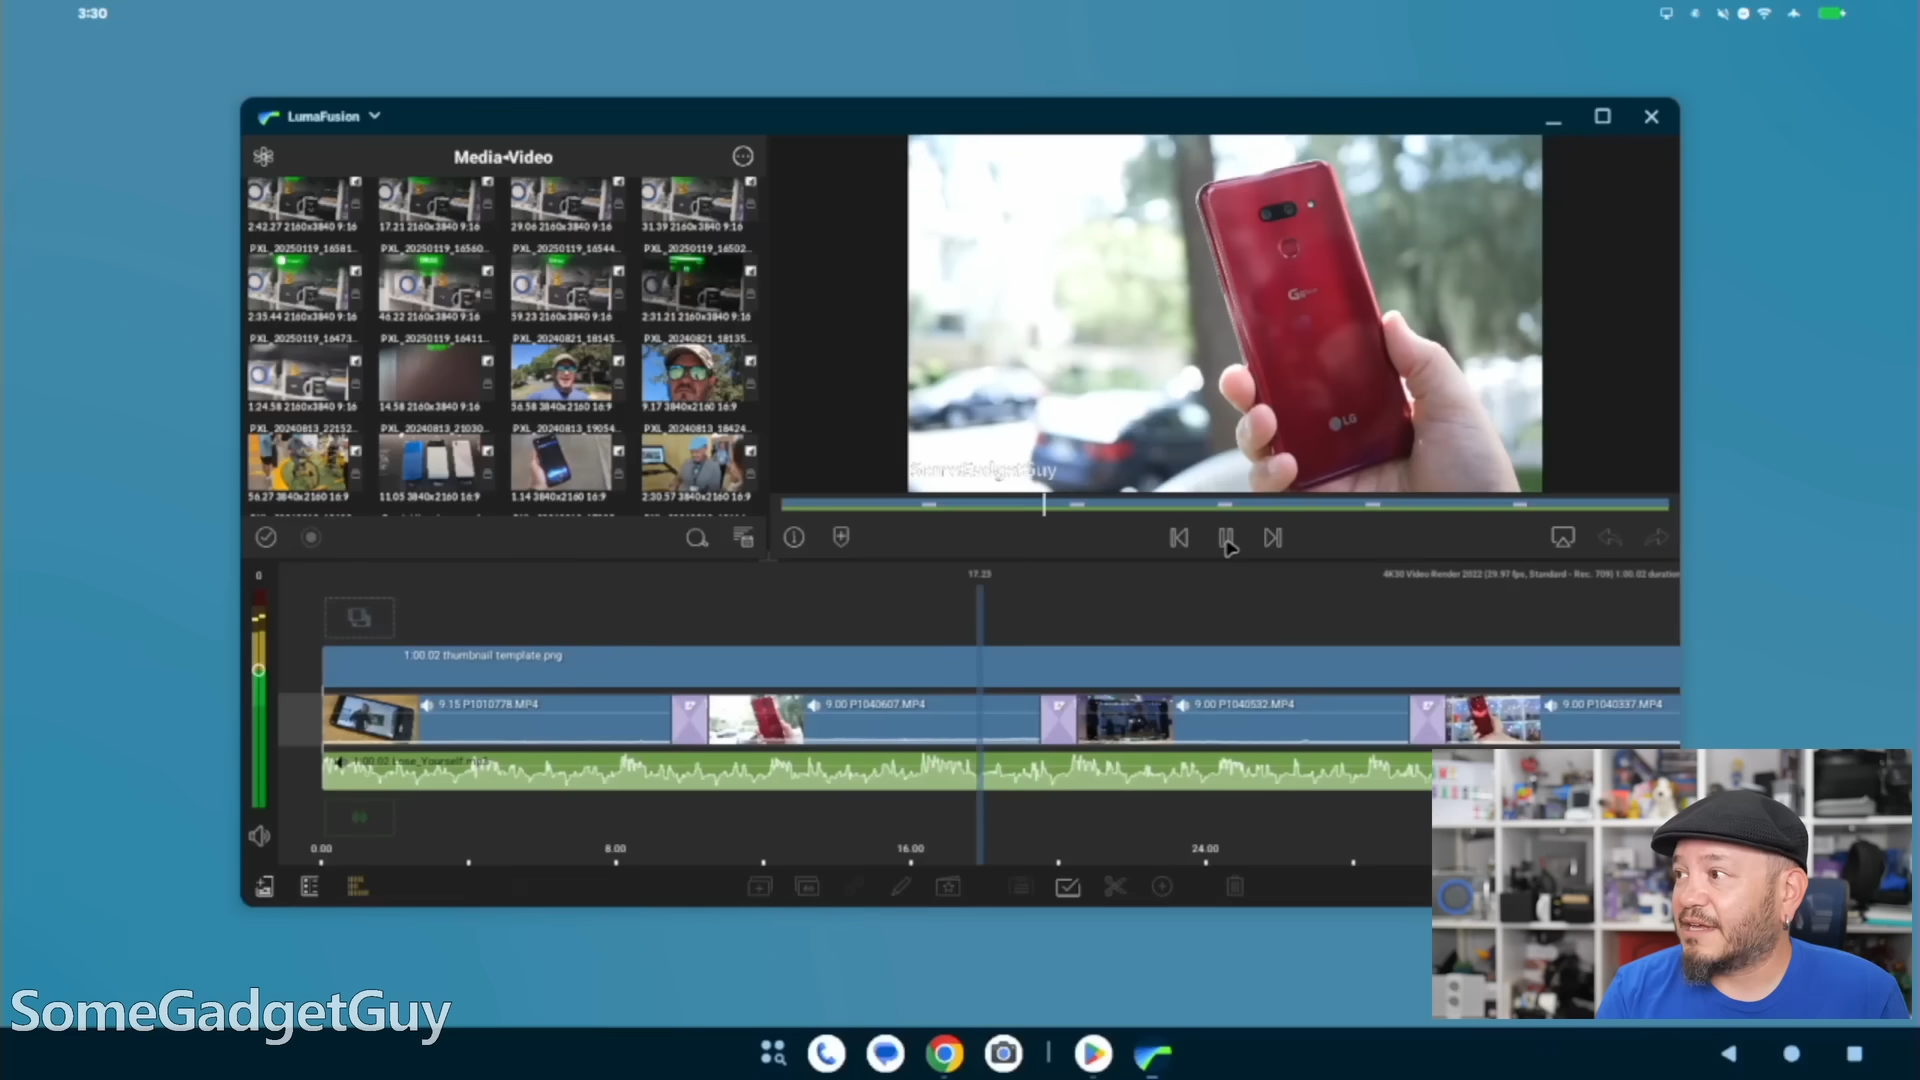 3:30
LumaFusion
Media◂Video
2:42.27 2160x3840 9:16
17.21 2160x3840 9:16
29.06 2160x3840 9:16
31.39 2160x3840 9:16
PXL_20250119_16581...
PXL_20250119_16560...
PXL_20250119_16544...
PXL_20250119_16502...
2:35.44 2160x3840 9:16
46.22 2160x3840 9:16
59.23 2160x3840 9:16
2:31.21 2160x3840 9:16
PXL_20250119_16473...
PXL_20250119_16411...
PXL_20240821_18145...
PXL_20240821_18135...
1:24.58 2160x3840 9:16
14.58 2160x3840 9:16
56.58 3840x2160 16:9
9.17 3840x2160 16:9
PXL_20240813_22152...
PXL_20240813_21030...
PXL_20240813_19054...
PXL_20240813_18424...
56.27 3840x2160 16:9
11.05 3840x2160 16:9
1.14 3840x2160 16:9
2:30.57 3840x2160 16:9
LG
SomeGadgetGuy
0
17.23
4K30 Video Render 2022 (29.97 fps, Standard - Rec. 709) 1:00.02 duration
1:00.02 thumbnail template.png
9.15 P1010778.MP4
9.00 P1040607.MP4
9.00 P1040532.MP4
9.00 P1040337.MP4
1:00.02 Lose_Yourself.mp3
0.00
8.00
16.00
24.00
SomeGadgetGuy